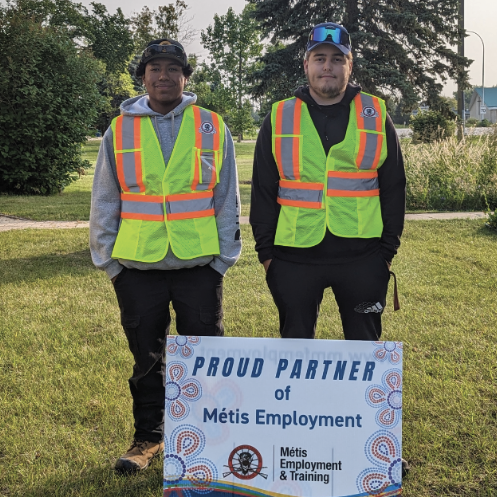 PROUD PARTNER
of
Métis Employment
Métis
Employment
& Training